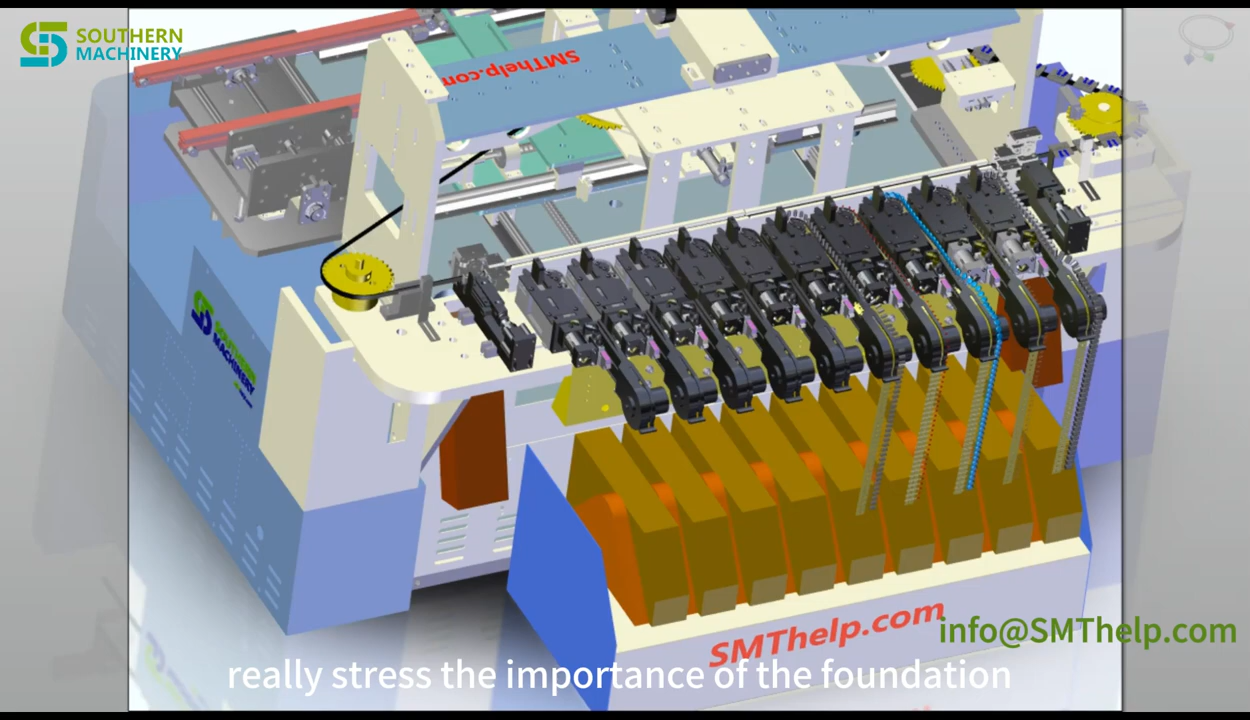 SOUTHERN
MACHINERY
SMThelp.com
SOUTHERN
MACHINERY
SMThelp.com
info@SMThelp.com
really stress the importance of the foundation